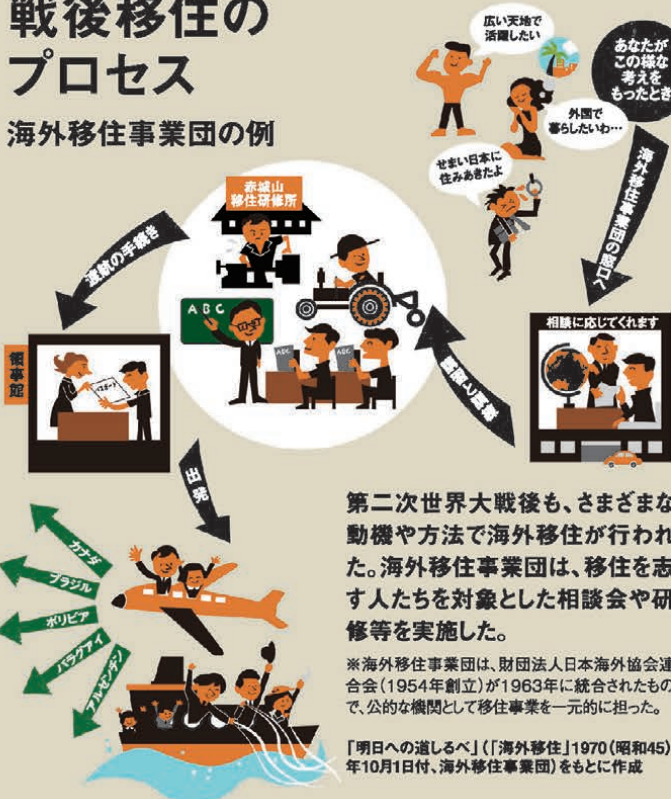 戦後移住の
プロセス
海外移住事業団の例
広い天地で
活躍したい
あなたが
この様な
考えを
もったとき
外国で
暮らしたいわ…
せまい日本に
住みあきたよ
海外移住事業団の窓口へ
相談に応じてくれます
赤城山
移住研修所
ABC
ABC
ABC
渡航の手続き
領事館
パスポート
出発
カナダ
ブラジル
ボリビア
パラグアイ
アルゼンチン
第二次世界大戦後も、さまざまな
動機や方法で海外移住が行われ
た。海外移住事業団は、移住を志
す人たちを対象とした相談会や研
修等を実施した。
※海外移住事業団は、財団法人日本海外協会連
合会(1954年創立)が1963年に統合されたもの
で、公的な機関として移住事業を一元的に担った。
「明日への道しるべ」(「海外移住」1970(昭和45)
年10月1日付、海外移住事業団)をもとに作成